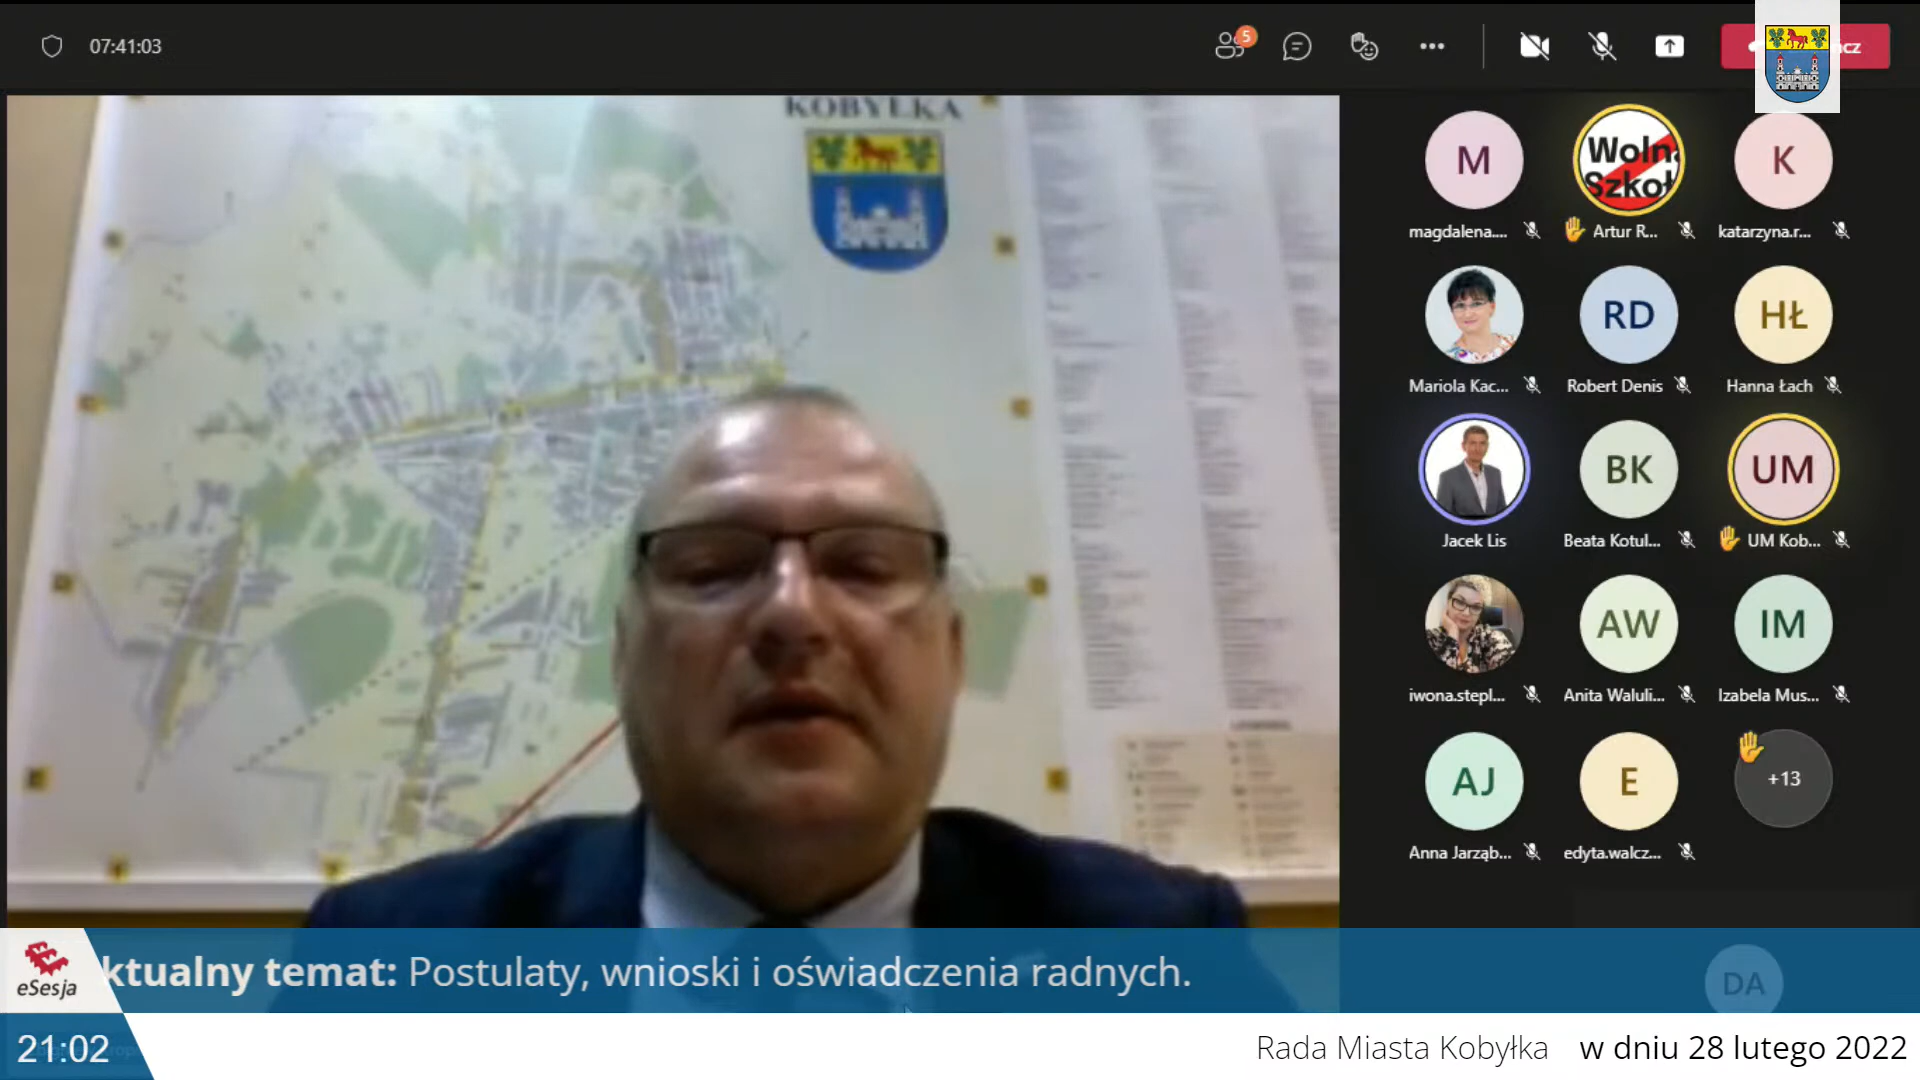 07:41:03
5
cz
KOBYŁKA
M
Woln
Szkoł
K
magdalena....
Artur R...
katarzyna.r...
RD
HŁ
Mariola Kac...
Robert Denis
Hanna Łach
BK
UM
Jacek Lis
Beata Kotul...
UM Kob...
AW
IM
iwona.stepl...
Anita Waluli...
Izabela Mus...
AJ
E
+13
Anna Jarząb...
edyta.walcz...
eSesja
ktualny temat: Postulaty, wnioski i oświadczenia radnych.
DA
21:02
Rada Miasta Kobyłka w dniu 28 lutego 2022